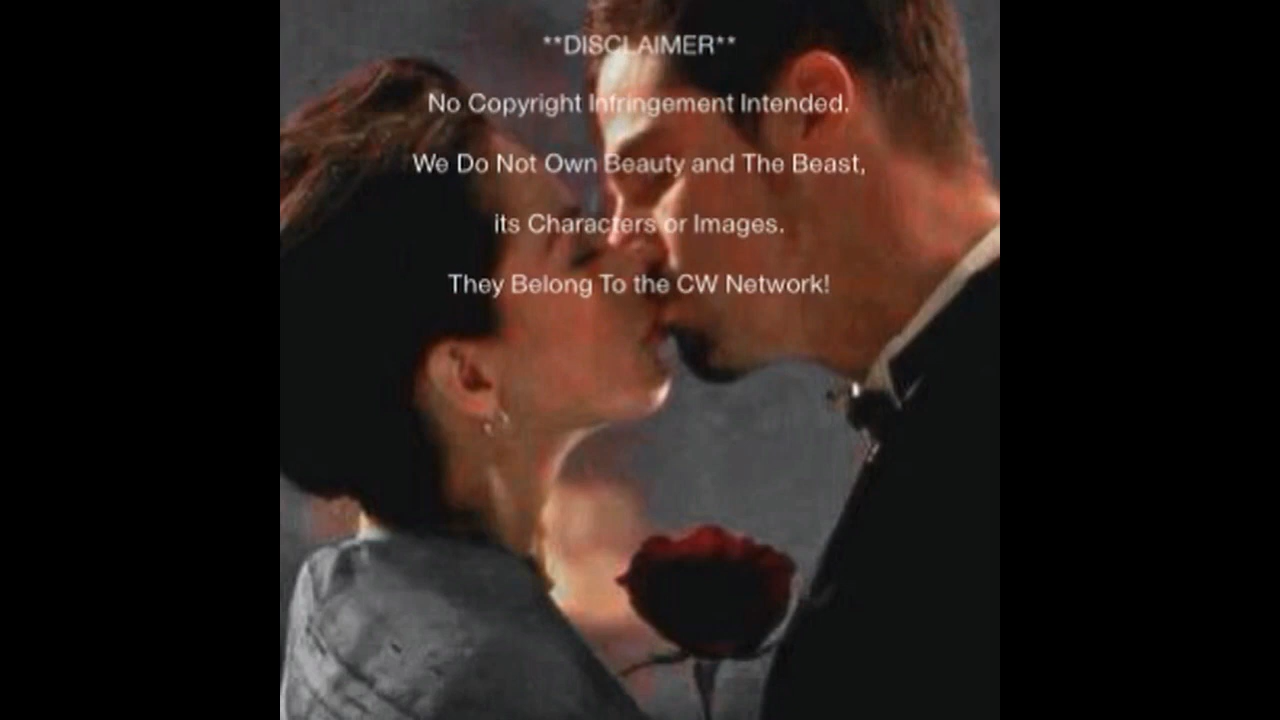 **DISCLAIMER**
No Copyright Infringement Intended.
We Do Not Own Beauty and The Beast,
its Characters or Images.
They Belong To the CW Network!